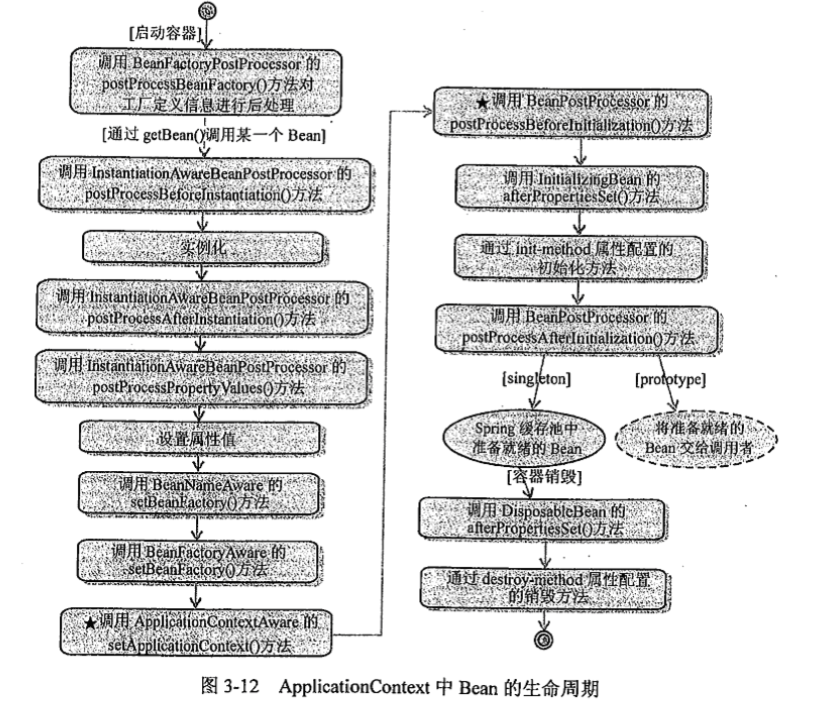 [启动容器]
调用 BeanFactoryPostProcessor 的
postProcessBeanFactory()方法对
工厂定义信息进行后处理
[通过 getBean()调用某一个 Bean]
调用 InstantiationAwareBeanPostProcessor 的
postProcessBeforeInstantiation()方法
实例化
调用 InstantiationAwareBeanPostProcessor 的
postProcessAfterInstantiation()方法
调用 InstantiationAwareBeanPostProcessor 的
postProcessPropertyValues()方法
设置属性值
调用 BeanNameAware 的
setBeanFactory()方法
调用 BeanFactoryAware 的
setBeanFactory()方法
★调用 ApplicationContextAware 的
setApplicationContext()方法
★调用 BeanPostProcessor 的
postProcessBeforeInitialization()方法
调用 InitializingBean 的
afterPropertiesSet()方法
通过 init-method 属性配置的
初始化方法
调用 BeanPostProcessor 的
postProcessAfterInitialization()方法
[singleton]
[prototype]
Spring 缓存池中
准备就绪的 Bean
将准备就绪的
Bean 交给调用者
[容器销毁]
调用 DisposableBean 的
afterPropertiesSet()方法
通过 destroy-method 属性配置
的销毁方法
图 3-12 ApplicationContext 中 Bean 的生命周期